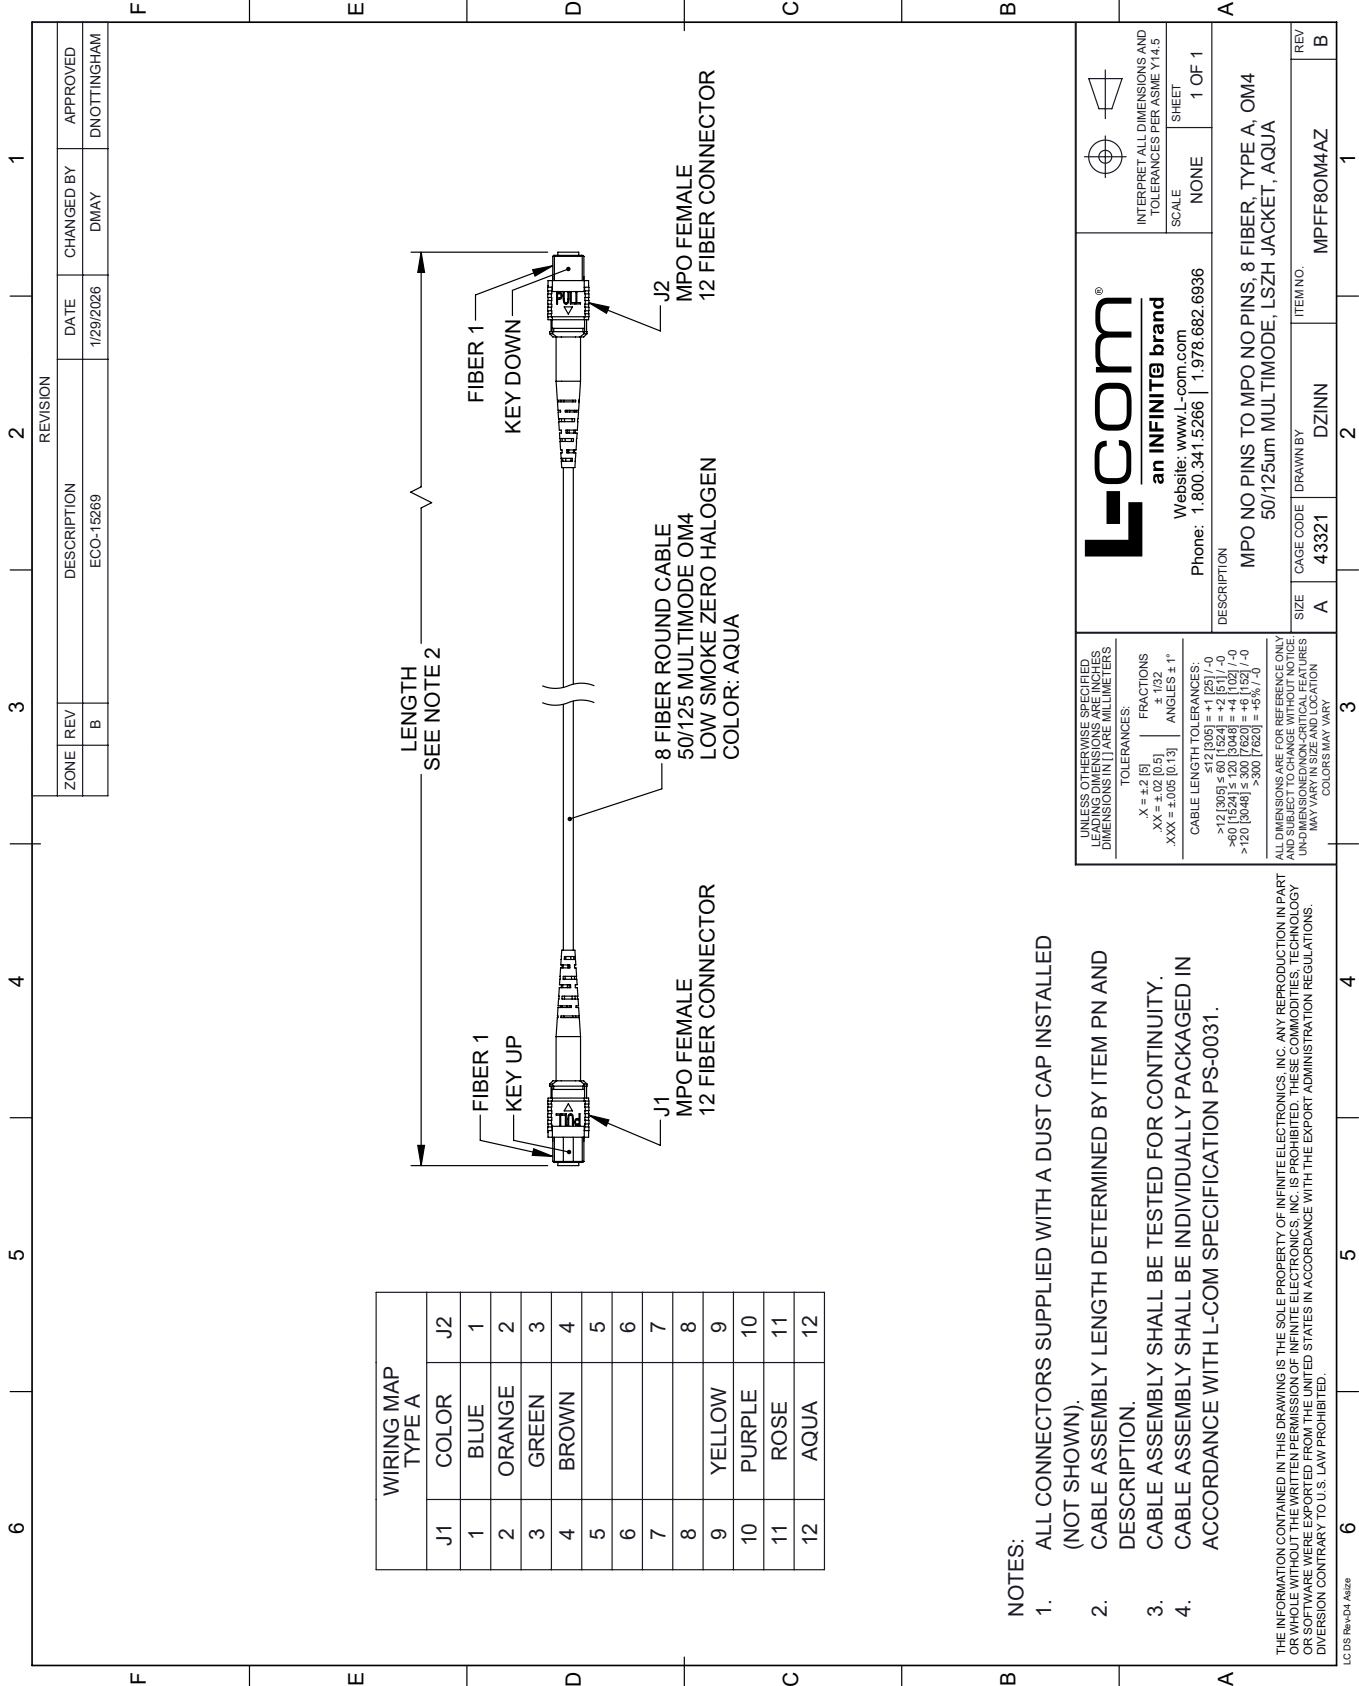 6 5 4 3 2 1
REVISION
ZONE REV DESCRIPTION DATE CHANGED BY APPROVED
B ECO-15269 1/29/2026 DMAY DNOTTINGHAM
F F
E E
D D
C C
B B
A A
WIRING MAP
TYPE A
J1 COLOR J2
1 BLUE 1
2 ORANGE 2
3 GREEN 3
4 BROWN 4
5 5
6 6
7 7
8 8
9 YELLOW 9
10 PURPLE 10
11 ROSE 11
12 AQUA 12
LENGTH
SEE NOTE 2
FIBER 1
KEY UP
PULL
J1
MPO FEMALE
12 FIBER CONNECTOR
FIBER 1
KEY DOWN
PULL
J2
MPO FEMALE
12 FIBER CONNECTOR
8 FIBER ROUND CABLE
50/125 MULTIMODE OM4
LOW SMOKE ZERO HALOGEN
COLOR: AQUA
NOTES:
1. ALL CONNECTORS SUPPLIED WITH A DUST CAP INSTALLED
(NOT SHOWN).
2. CABLE ASSEMBLY LENGTH DETERMINED BY ITEM PN AND
DESCRIPTION.
3. CABLE ASSEMBLY SHALL BE TESTED FOR CONTINUITY.
4. CABLE ASSEMBLY SHALL BE INDIVIDUALLY PACKAGED IN
ACCORDANCE WITH L-COM SPECIFICATION PS-0031.
THE INFORMATION CONTAINED IN THIS DRAWING IS THE SOLE PROPERTY OF INFINITE ELECTRONICS, INC. ANY REPRODUCTION IN PART
OR WHOLE WITHOUT THE WRITTEN PERMISSION OF INFINITE ELECTRONICS, INC. IS PROHIBITED. THESE COMMODITIES, TECHNOLOGY
OR SOFTWARE WERE EXPORTED FROM THE UNITED STATES IN ACCORDANCE WITH THE EXPORT ADMINISTRATION REGULATIONS.
DIVERSION CONTRARY TO U.S. LAW PROHIBITED.
UNLESS OTHERWISE SPECIFIED
LEADING DIMENSIONS ARE INCHES
DIMENSIONS IN [ ] ARE MILLIMETERS
TOLERANCES:
.X = ±.2 [5] FRACTIONS
.XX = ±.02 [0.5] ± 1/32
.XXX = ±.005 [0.13] ANGLES ± 1°
CABLE LENGTH TOLERANCES:
≤12 [305] = +1 [25] / -0
>12 [305] ≤ 60 [1524] = +2 [51] / -0
>60 [1524] ≤ 120 [3048] = +4 [102] / -0
>120 [3048] ≤ 300 [7620] = +6 [152] / -0
>300 [7620] = +5% / -0
ALL DIMENSIONS ARE FOR REFERENCE ONLY
AND SUBJECT TO CHANGE WITHOUT NOTICE.
UN-DIMENSIONED/NON-CRITICAL FEATURES
MAY VARY IN SIZE AND LOCATION
COLORS MAY VARY
L-com®
an INFINIT@ brand
Website: www.L-com.com
Phone: 1.800.341.5266 | 1.978.682.6936
INTERPRET ALL DIMENSIONS AND
TOLERANCES PER ASME Y14.5
SCALE SHEET
NONE 1 OF 1
DESCRIPTION
MPO NO PINS TO MPO NO PINS, 8 FIBER, TYPE A, OM4
50/125um MULTIMODE, LSZH JACKET, AQUA
SIZE CAGE CODE DRAWN BY ITEM NO. REV
A 43321 DZINN MPFF8OM4AZ B
LC DS Rev-D4 Asize
6 5 4 3 2 1